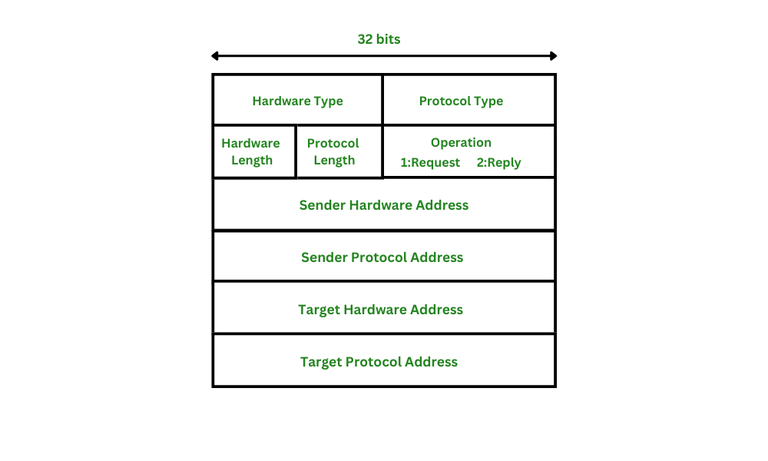 32 bits
Hardware Type
Protocol Type
Hardware
Length
Protocol
Length
Operation
1:Request 2:Reply
Sender Hardware Address
Sender Protocol Address
Target Hardware Address
Target Protocol Address